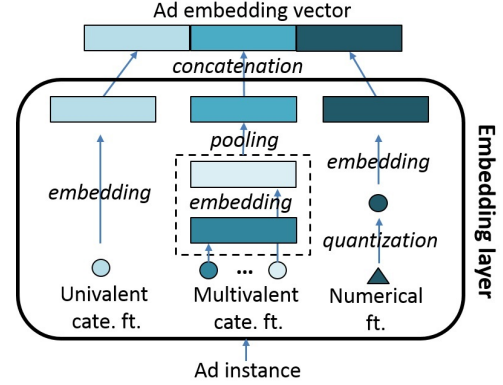 Ad embedding vector
concatenation
pooling
embedding
embedding
embedding
quantization
...
Univalent
cate. ft.
Multivalent
cate. ft.
Numerical
ft.
Embedding layer
Ad instance